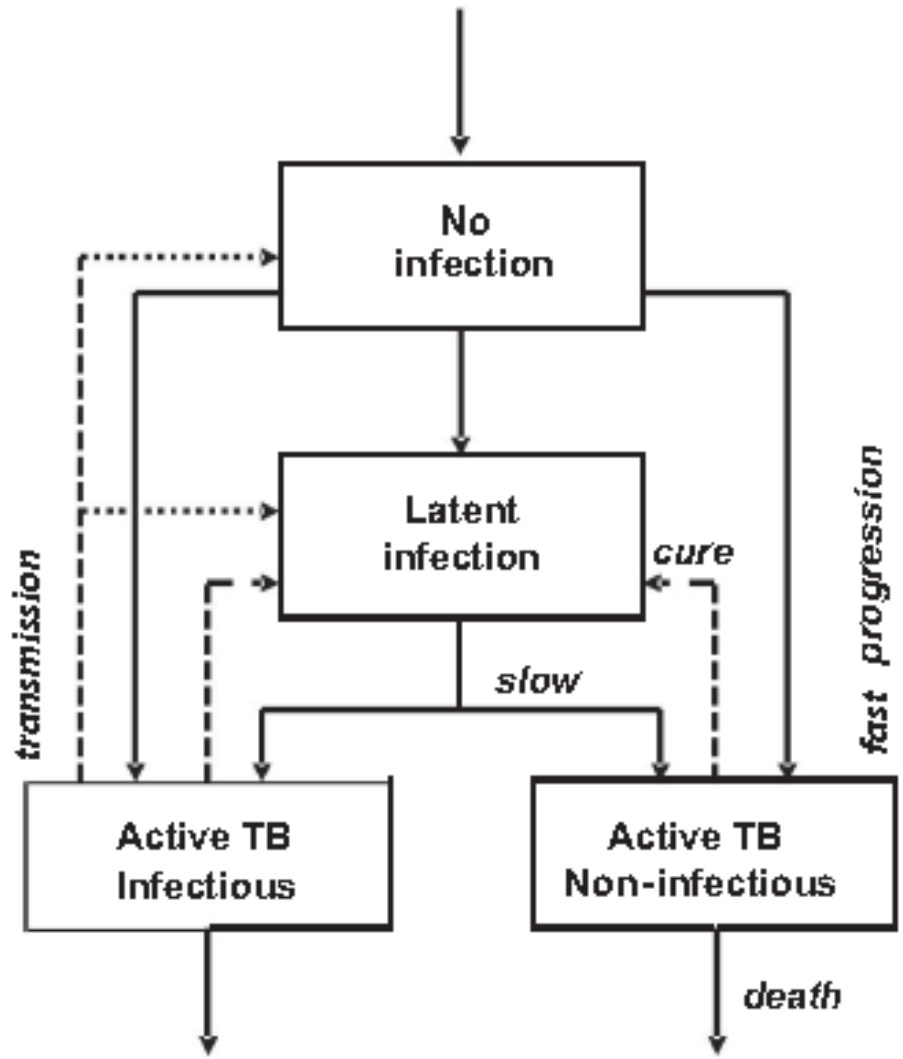 No
infection
Latent
infection
cure
transmission
fast progression
slow
Active TB
Infectious
Active TB
Non-infectious
death